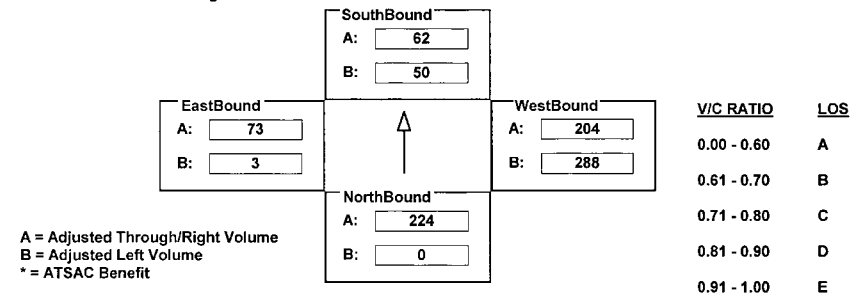 SouthBound
A: 62
B: 50
EastBound
A: 73
B: 3
WestBound
A: 204
B: 288
NorthBound
A: 224
B: 0
A = Adjusted Through/Right Volume
B = Adjusted Left Volume
* = ATSAC Benefit
V/C RATIO LOS
0.00 - 0.60 A
0.61 - 0.70 B
0.71 - 0.80 C
0.81 - 0.90 D
0.91 - 1.00 E